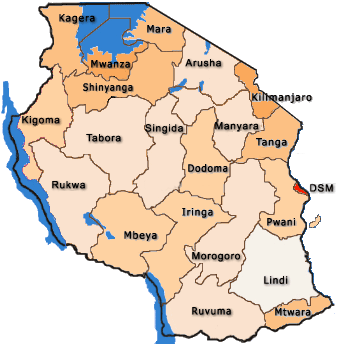 Kagera
Mara
Mwanza
Arusha
Shinyanga
Kilimanjaro
Kigoma
Singida
Manyara
Tabora
Tanga
Dodoma
Rukwa
DSM
Iringa
Pwani
Mbeya
Morogoro
Lindi
Ruvuma
Mtwara